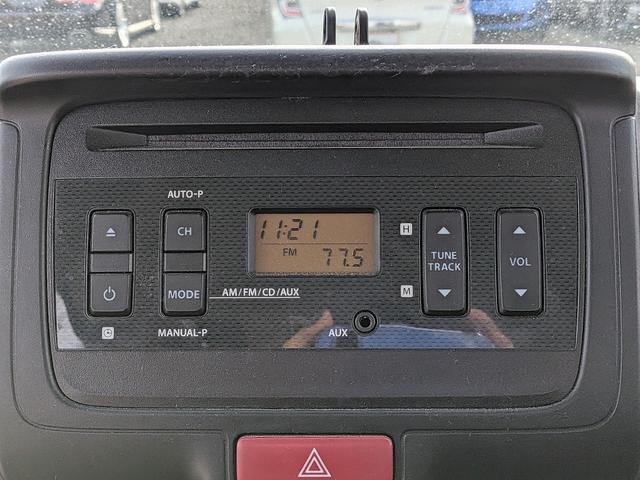 AUTO-P
CH
MODE
AM/FM/CD/AUX
MANUAL-P
11:21
FM 77.5
AUX
H
M
TUNE
TRACK
VOL